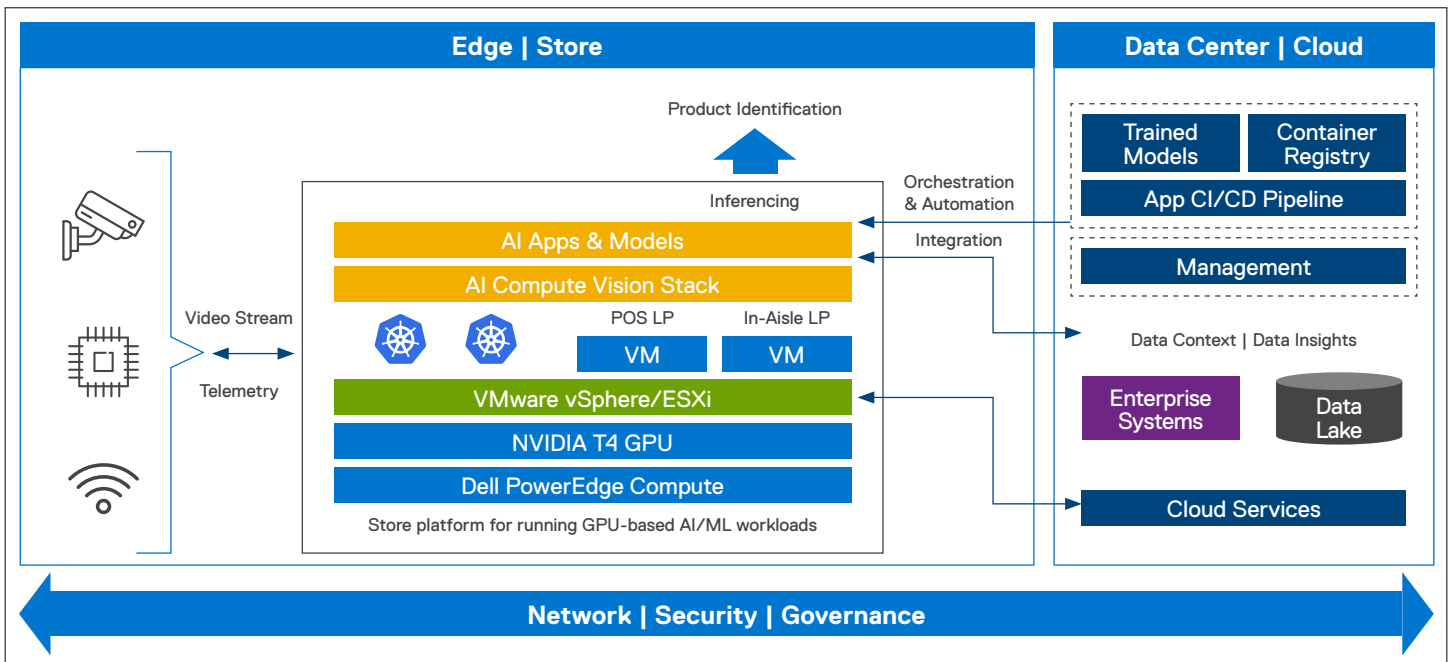 Edge | Store
Data Center | Cloud
Product Identification
Trained
Models
Container
Registry
App CI/CD Pipeline
Management
Orchestration
& Automation
Integration
Inferencing
AI Apps & Models
AI Compute Vision Stack
POS LP
In-Aisle LP
VM
VM
Video Stream
Telemetry
VMware vSphere/ESXi
NVIDIA T4 GPU
Dell PowerEdge Compute
Store platform for running GPU-based AI/ML workloads
Data Context | Data Insights
Enterprise
Systems
Data
Lake
Cloud Services
Network | Security | Governance